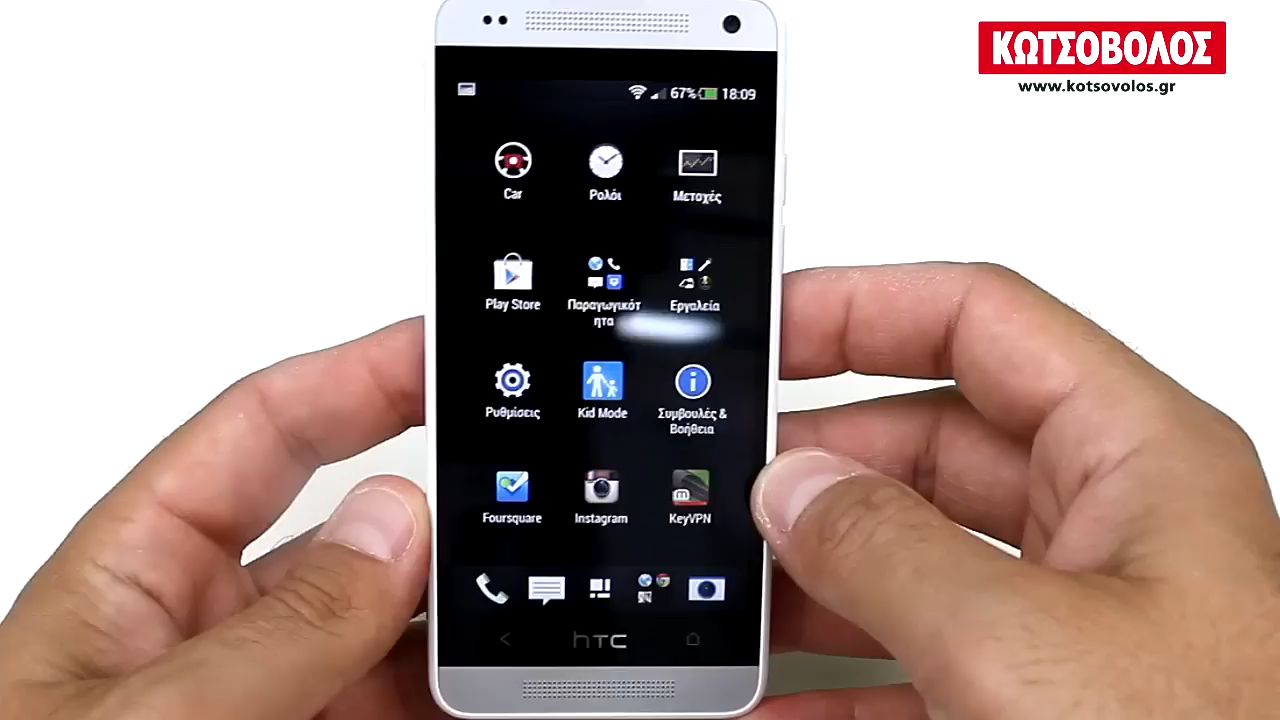 ΚΩΤΣΟΒΟΛΟΣ
www.kotsovolos.gr
67% 18:09
Car Ρολόι Μετοχές
Play Store Παραγωγικότ Εργαλεία
ητα
Ρυθμίσεις Kid Mode Συμβουλές &
Βοήθεια
Foursquare Instagram KeyVPN
hTC